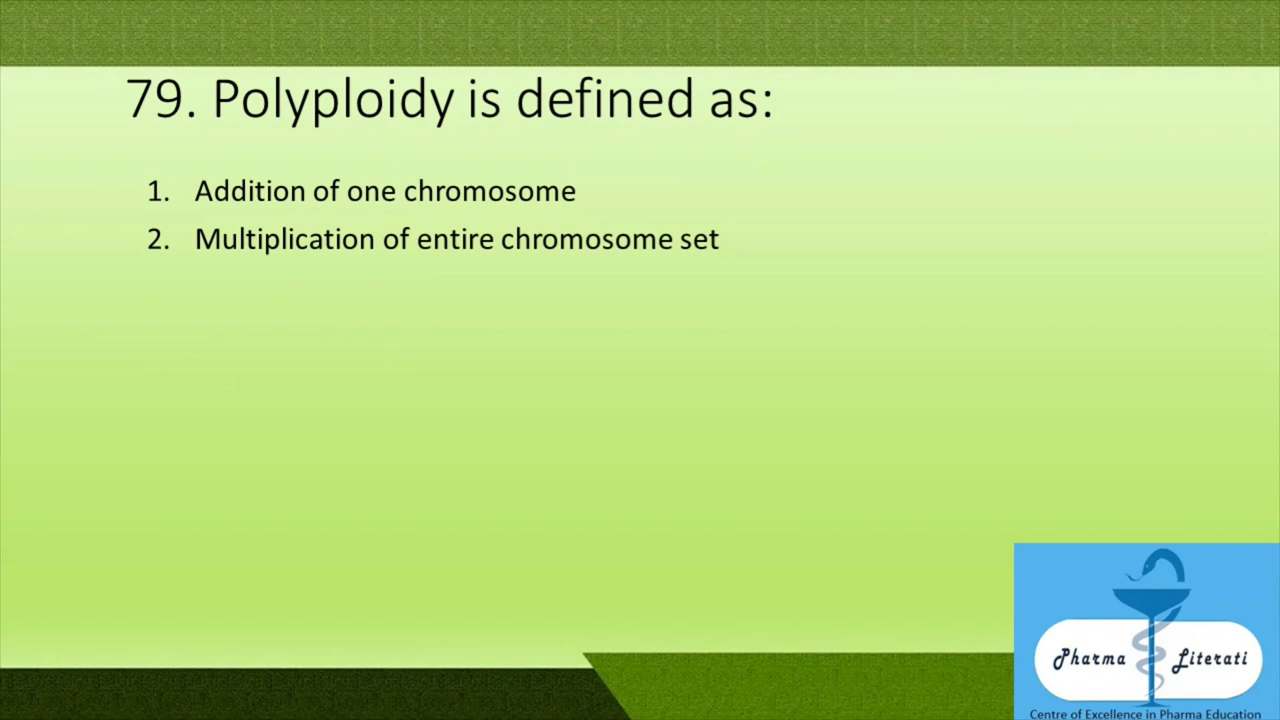 79. Polyploidy is defined as:
1. Addition of one chromosome
2. Multiplication of entire chromosome set
Pharma Literati
Centre of Excellence in Pharma Education